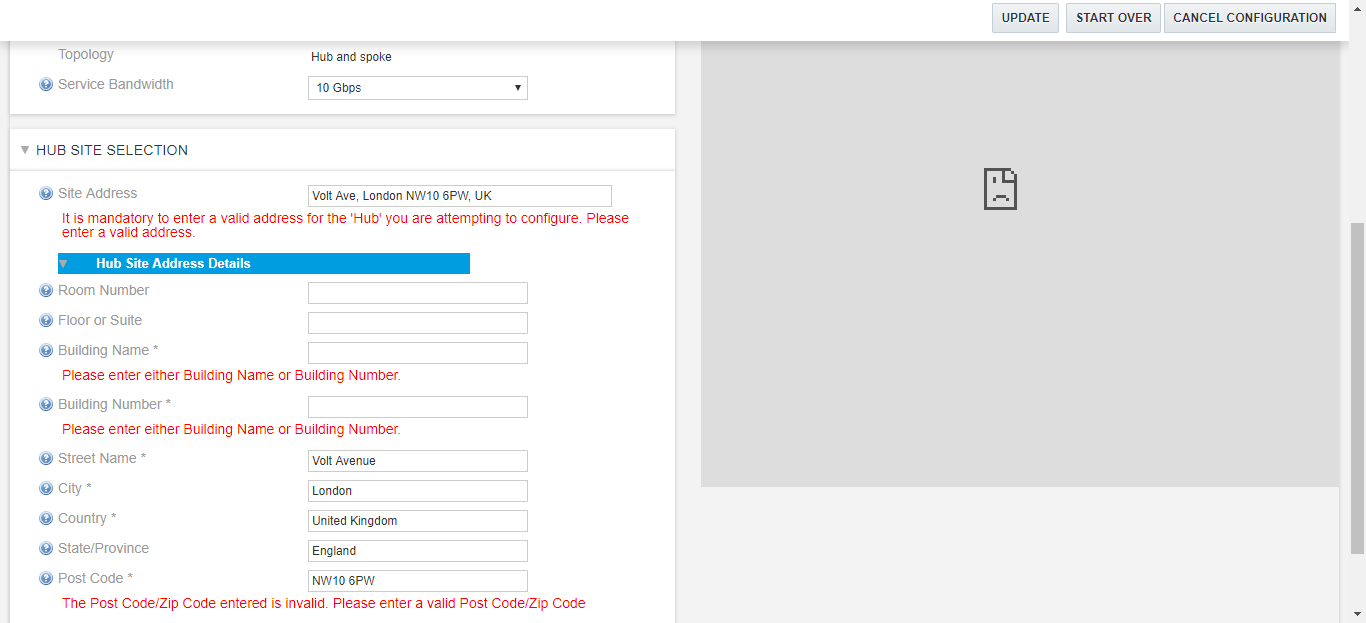 UPDATE START OVER CANCEL CONFIGURATION
Topology Hub and spoke
Service Bandwidth 10 Gbps
HUB SITE SELECTION
Site Address Volt Ave, London NW10 6PW, UK
It is mandatory to enter a valid address for the 'Hub' you are attempting to configure. Please
enter a valid address.
Hub Site Address Details
Room Number
Floor or Suite
Building Name *
Please enter either Building Name or Building Number.
Building Number *
Please enter either Building Name or Building Number.
Street Name * Volt Avenue
City * London
Country * United Kingdom
State/Province England
Post Code * NW10 6PW
The Post Code/Zip Code entered is invalid. Please enter a valid Post Code/Zip Code